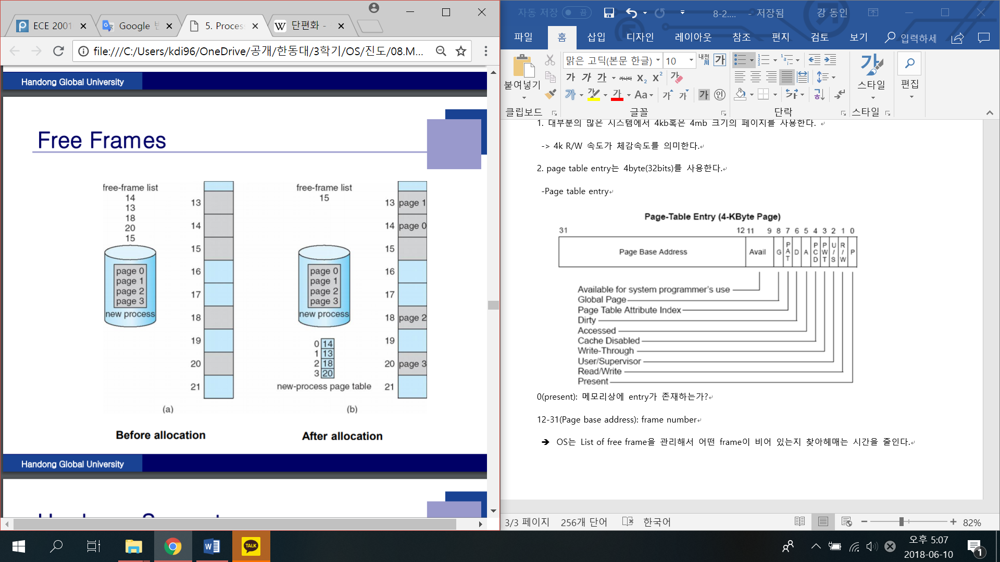 ECE 2001
Google 번
5. Proces
단편화 -
file:///C:/Users/kdi96/OneDrive/공개/한동대/3학기/OS/진도/08.M...
Handong Global University
Free Frames
free-frame list
14
13
18
20
15
page 0
page 1
page 2
page 3
new process
13
14
15
16
17
18
19
20
21
(a)
Before allocation
free-frame list
15
page 0
page 1
page 2
page 3
new process
0 14
1 13
2 18
3 20
new-process page table
13 page 1
14 page 0
15
16
17
18 page 2
19
20 page 3
21
(b)
After allocation
Handong Global University
자동 저장 끔
8-2.... - 저장됨
강 동인
파일 홈 삽입 디자인 레이아웃 참조 편지 검토 보기 입력하세
붙여넣기
클립보드
맑은 고딕(본문 한글) 10
글꼴
단락
스타일
스타일
편집
1. 대부분의 많은 시스템에서 4kb혹은 4mb 크기의 페이지를 사용한다.
-> 4k R/W 속도가 체감속도를 의미한다.
2. page table entry는 4byte(32bits)를 사용한다.
-Page table entry
Page-Table Entry (4-KByte Page)
31 12 11 9 8 7 6 5 4 3 2 1 0
Page Base Address Avail G PAT D A PCD PWT U/S R/W P
Available for system programmer's use
Global Page
Page Table Attribute Index
Dirty
Accessed
Cache Disabled
Write-Through
User/Supervisor
Read/Write
Present
0(present): 메모리상에 entry가 존재하는가?
12-31(Page base address): frame number
➔ OS는 List of free frame을 관리해서 어떤 frame이 비어 있는지 찾아헤매는 시간을 줄인다.
3/3 페이지 256개 단어 한국어
82%
TALK
오후 5:07
2018-06-10
1